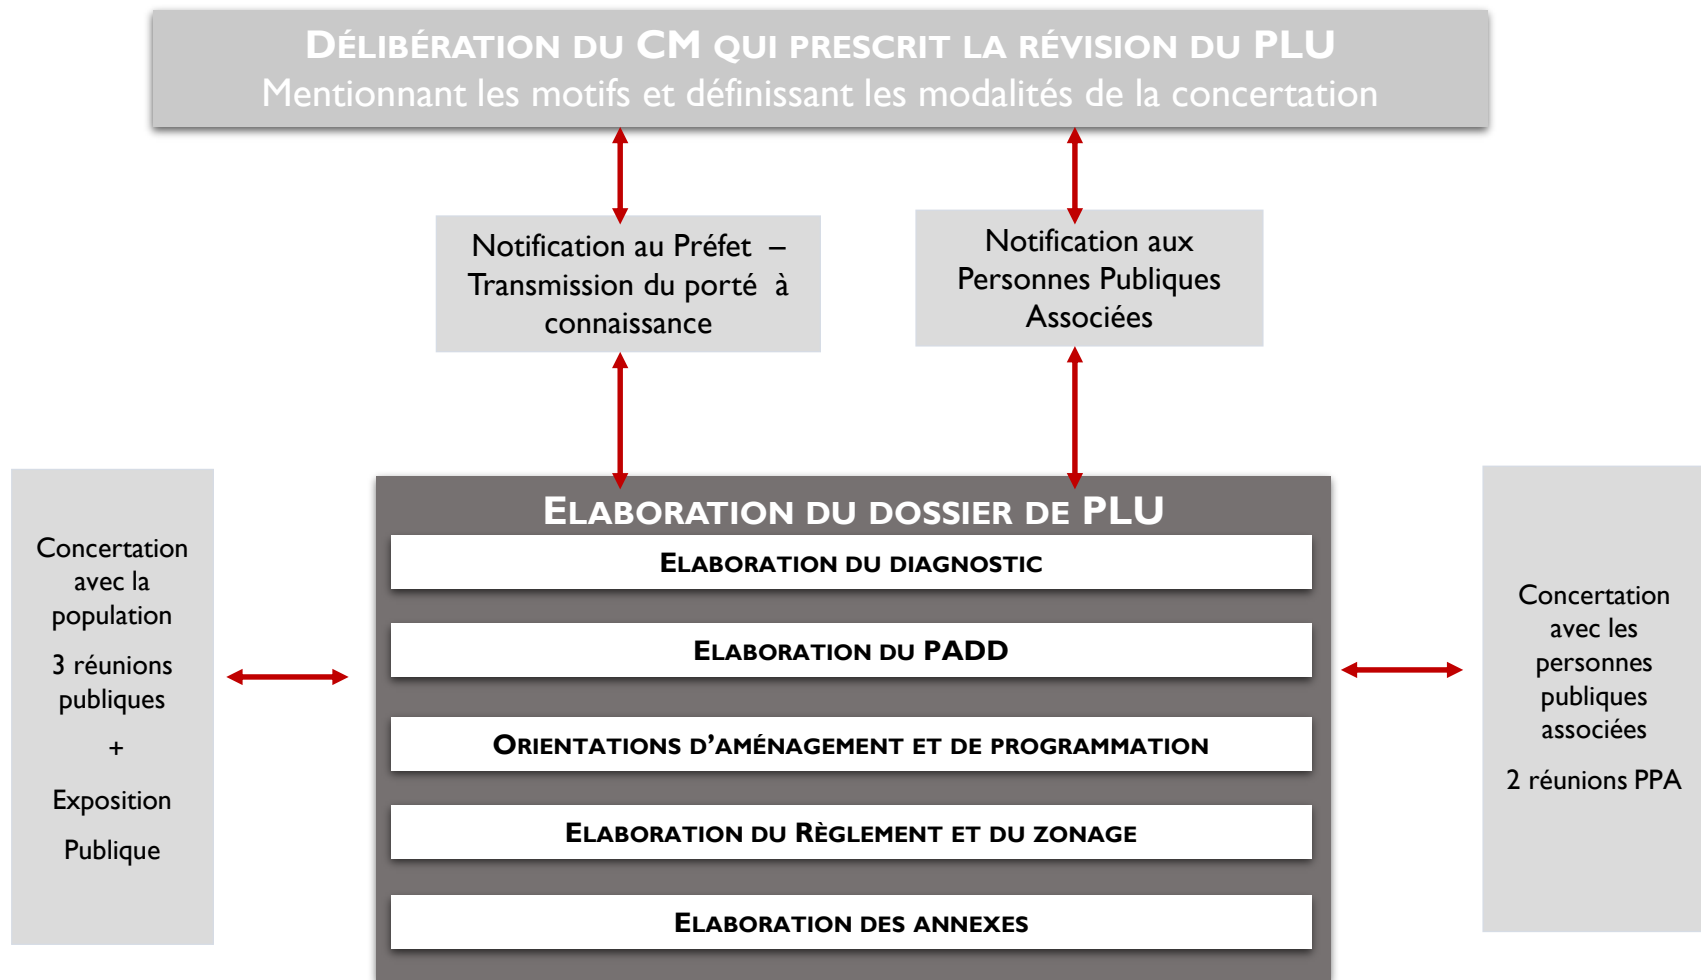 DÉLIBÉRATION DU CM QUI PRESCRIT LA RÉVISION DU PLU
Mentionnant les motifs et définissant les modalités de la concertation
Notification au Préfet –
Transmission du porté à
connaissance
Notification aux
Personnes Publiques
Associées
Concertation
avec la
population
3 réunions
publiques
+
Exposition
Publique
ELABORATION DU DOSSIER DE PLU
ELABORATION DU DIAGNOSTIC
ELABORATION DU PADD
ORIENTATIONS D’AMÉNAGEMENT ET DE PROGRAMMATION
ELABORATION DU RÈGLEMENT ET DU ZONAGE
ELABORATION DES ANNEXES
Concertation
avec les
personnes
publiques
associées
2 réunions PPA